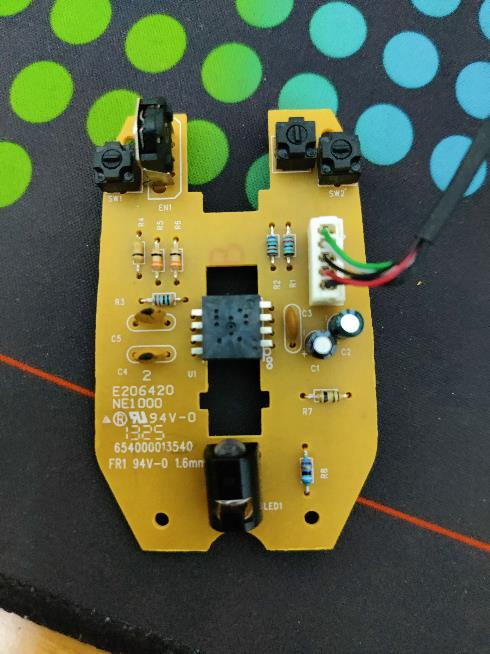 SW1
EN1
SW2
R4
R5
R6
R2
R1
R3
C3
C5
C4
C2
+
C1
8
U1
2
E206420
NE1000
R7
94V-0
1325
654000013540
FR1 94V-0 1.6mm
R8
LED1